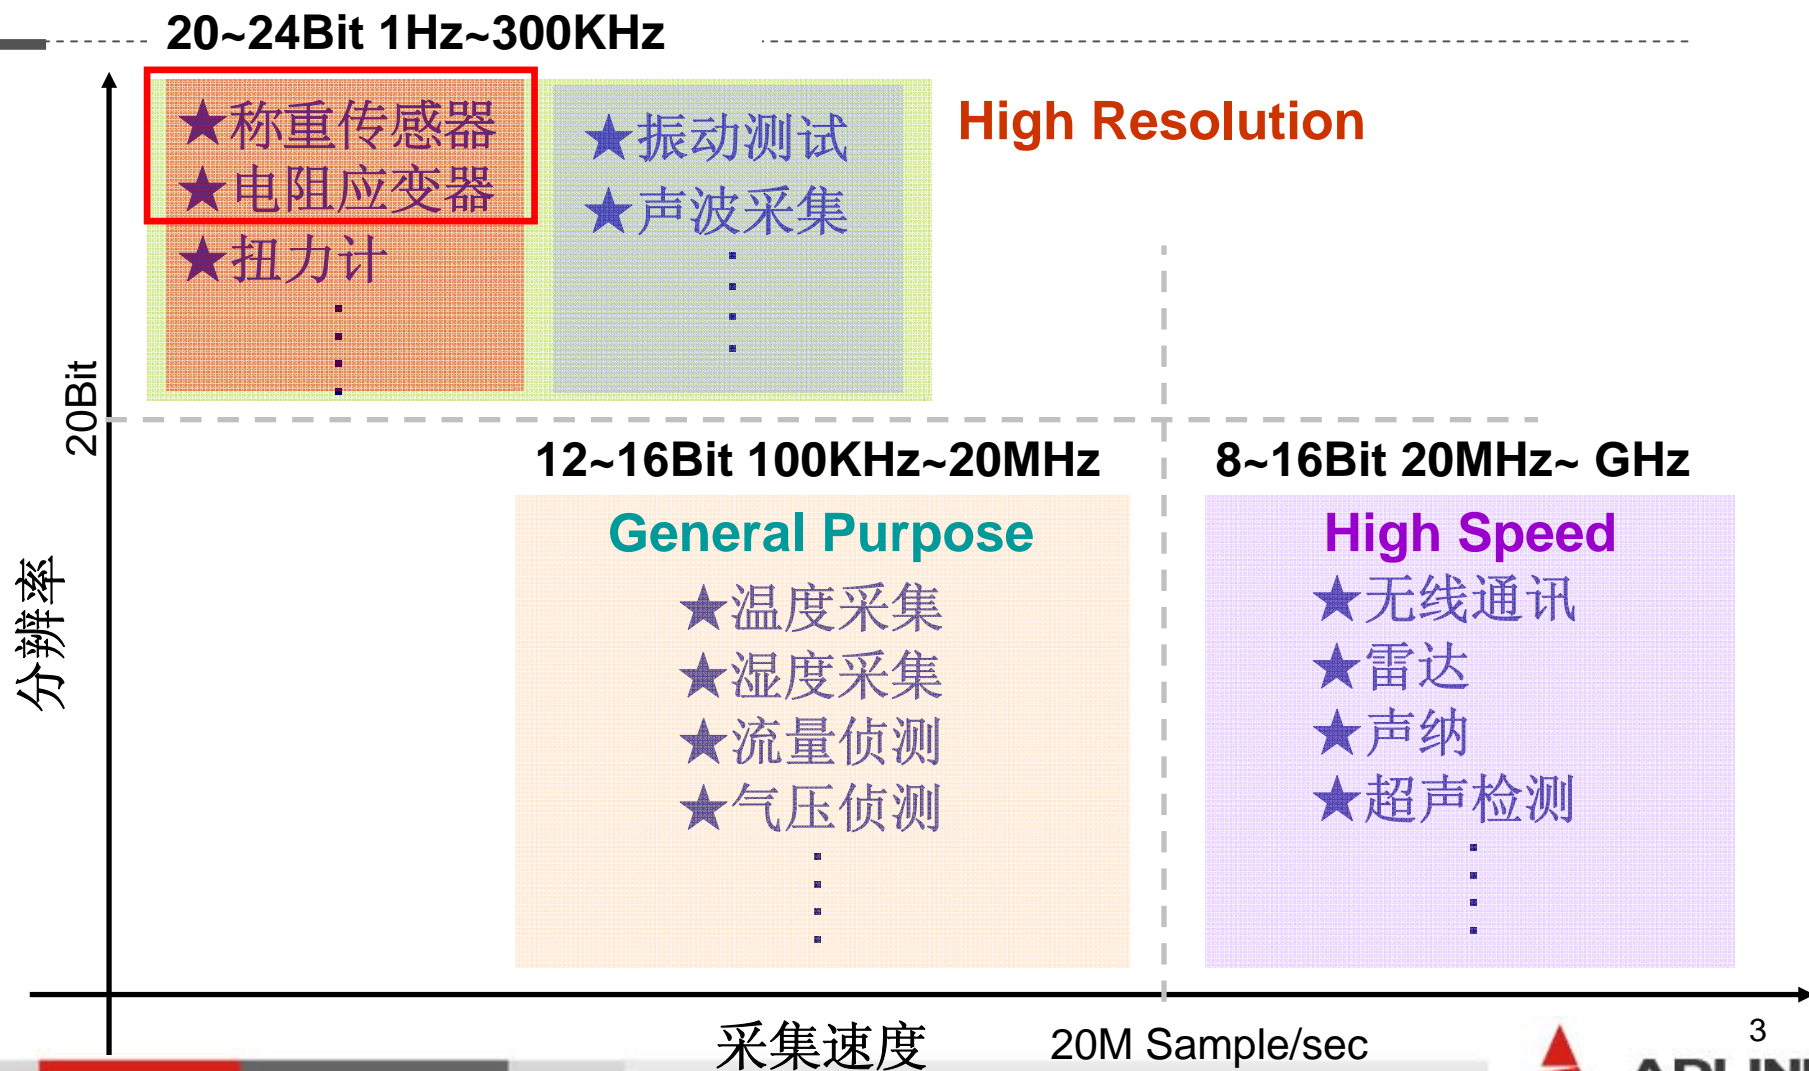 20~24Bit 1Hz~300KHz
★称重传感器
★电阻应变器
★扭力计
★振动测试
★声波采集
High Resolution
20Bit
分辨率
12~16Bit 100KHz~20MHz
General Purpose
★温度采集
★湿度采集
★流量侦测
★气压侦测
8~16Bit 20MHz~ GHz
High Speed
★无线通讯
★雷达
★声纳
★超声检测
采集速度
20M Sample/sec
3